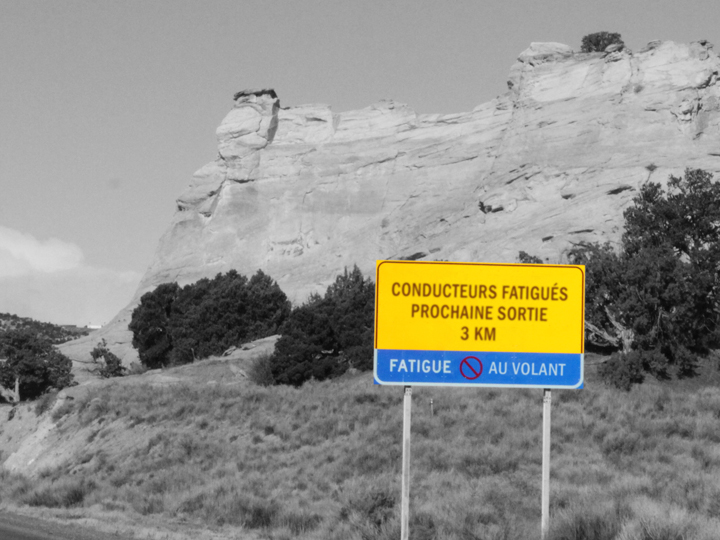 CONDUCTEURS FATIGUÉS
PROCHAINE SORTIE
3 KM
FATIGUE AU VOLANT